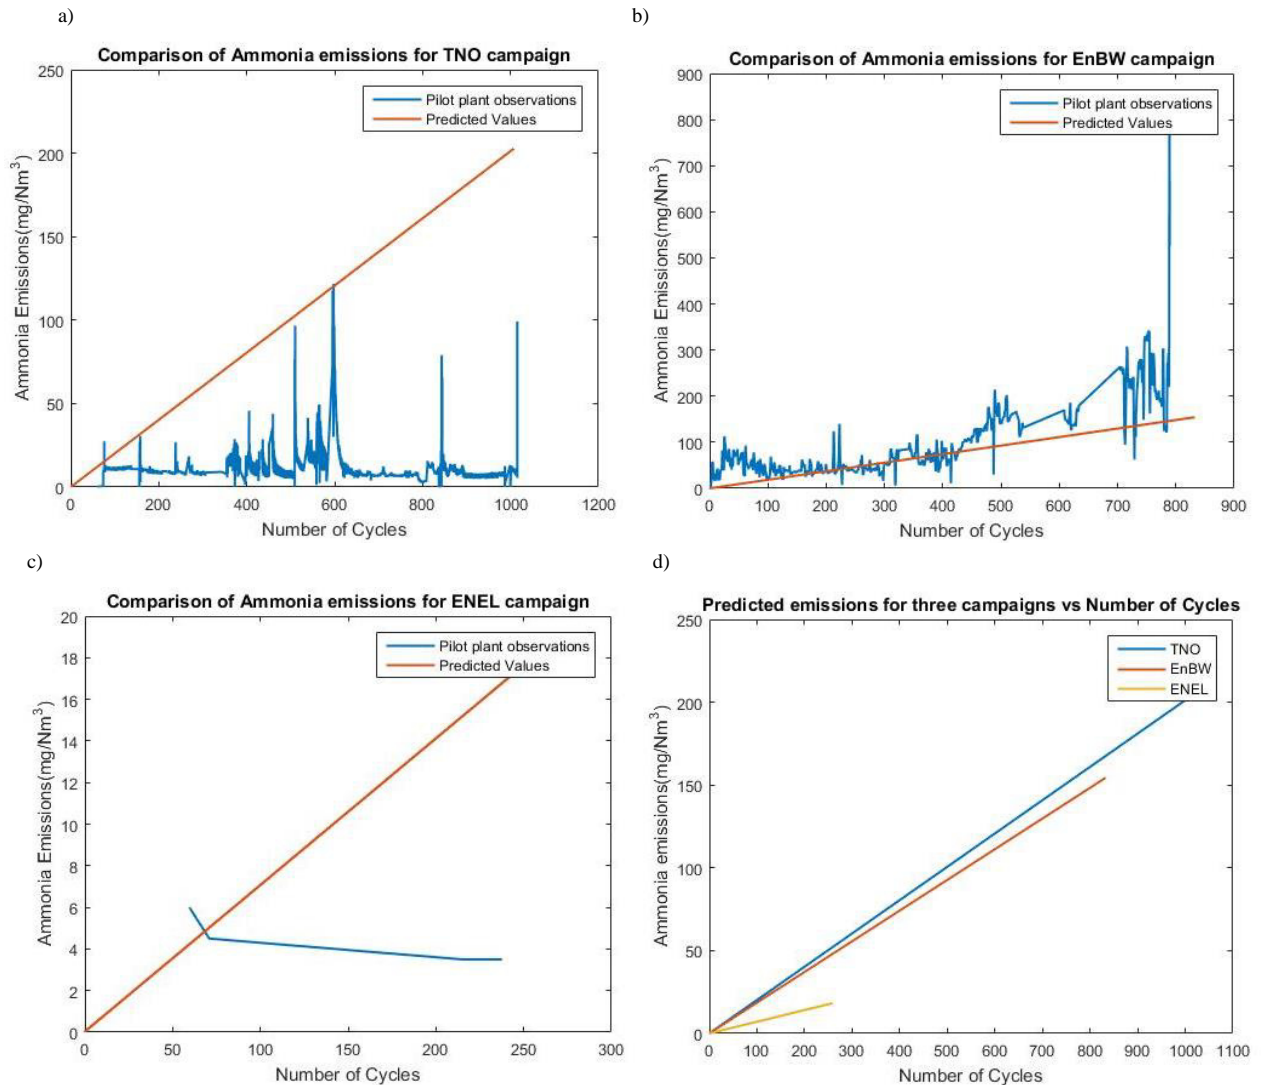 a)
Comparison of Ammonia emissions for TNO campaign
250
200
150
100
50
0
Ammonia Emissions(mg/Nm³)
Pilot plant observations
Predicted Values
0 200 400 600 800 1000 1200
Number of Cycles
b)
Comparison of Ammonia emissions for EnBW campaign
900
800
700
600
500
400
300
200
100
0
Ammonia Emissions(mg/Nm³)
Pilot plant observations
Predicted Values
0 100 200 300 400 500 600 700 800 900
Number of Cycles
c)
Comparison of Ammonia emissions for ENEL campaign
20
18
16
14
12
10
8
6
4
2
0
Ammonia Emissions(mg/Nm³)
Pilot plant observations
Predicted Values
0 50 100 150 200 250 300
Number of Cycles
d)
Predicted emissions for three campaigns vs Number of Cycles
250
200
150
100
50
0
Ammonia emissions(mg/Nm³)
TNO
EnBW
ENEL
0 100 200 300 400 500 600 700 800 900 1000 1100
Number of Cycles